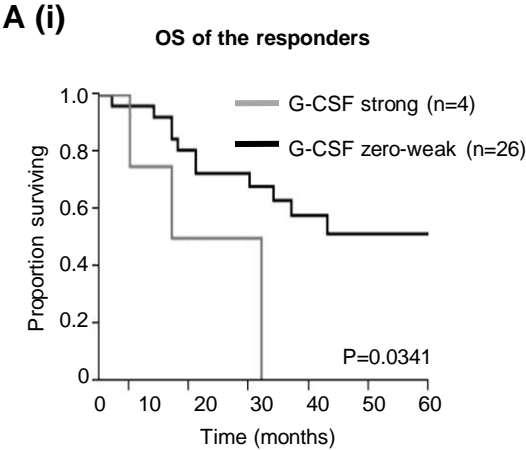 A (i)
OS of the responders
G-CSF strong (n=4)
G-CSF zero-weak (n=26)
Proportion surviving
1.0
0.8
0.6
0.4
0.2
0
P=0.0341
0 10 20 30 40 50 60
Time (months)